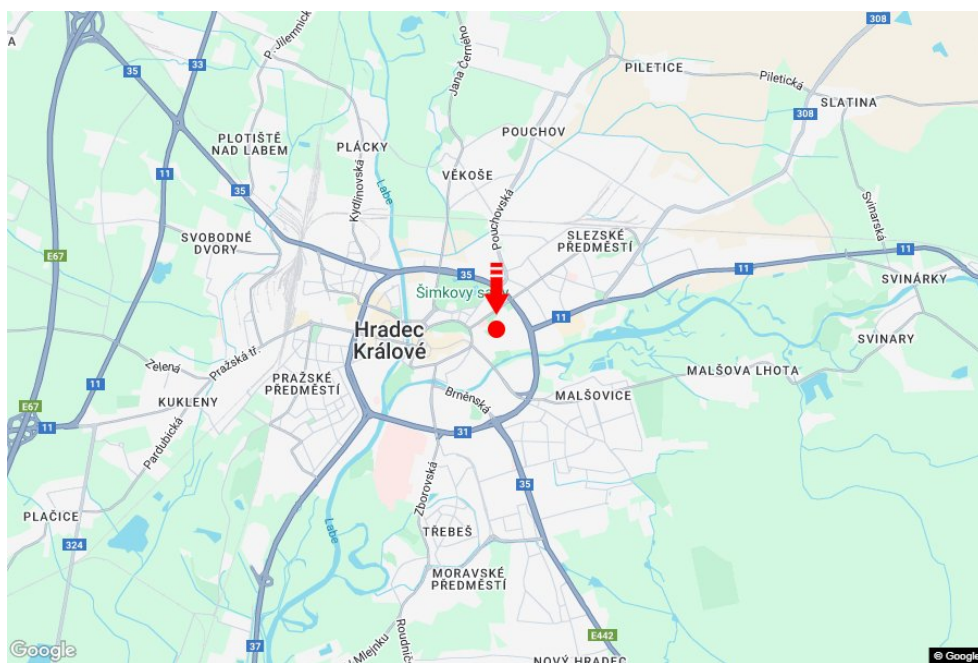 308
PILETICE
Piletická
SLATINA
308
A
P. Jilemnick
35
33
Jana Černého
POUCHOV
PLOTIŠTĚ
NAD LABEM
PLÁCKY
VĚKOŠE
11
Labe
Kydlinovská
Pouchovská
35
Svinarská
SVOBODNÉ
DVORY
SLEZSKÉ
PŘEDMĚSTÍ
E67
35
11
11
SVINÁRKY
Šimkovy sady
11
Hradec
Králové
SVINARY
Zelená
Pražská tř.
PRAŽSKÉ
PŘEDMĚSTÍ
MALŠOVA LHOTA
11
Brněnská
MALŠOVICE
KUKLENY
E67
11
31
Pardubická
Zborovská
35
PLAČICE
TŘEBEŠ
Labe
324
MORAVSKÉ
PŘEDMĚSTÍ
37
Mlejnku
Roudnič
E442
NOVÝ HRADEC
Google
© Google